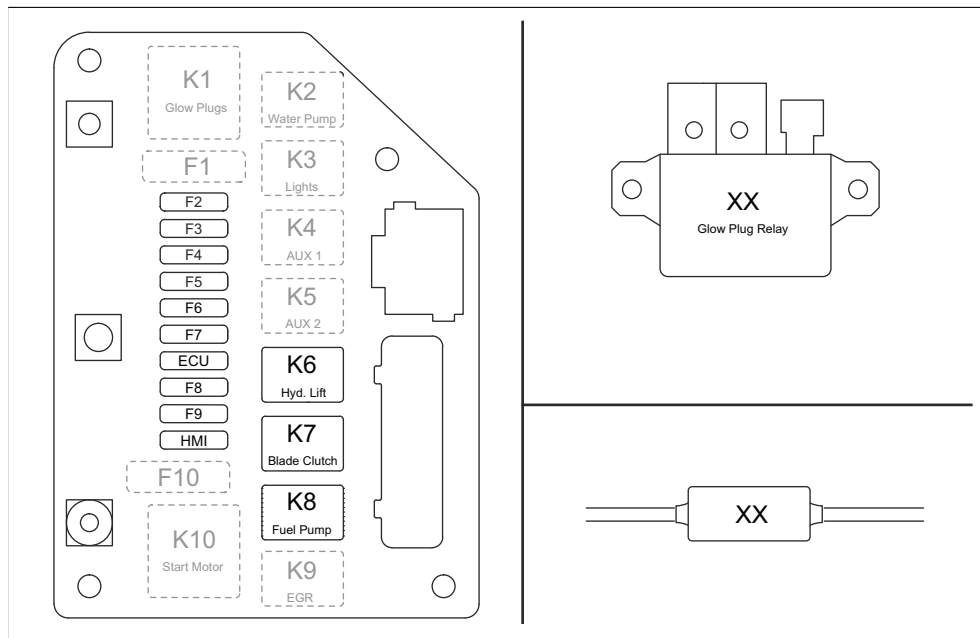 K1
Glow Plugs
F1
F2
F3
F4
F5
F6
F7
ECU
F8
F9
HMI
F10
K10
Start Motor
K2
Water Pump
K3
Lights
K4
AUX 1
K5
AUX 2
K6
Hyd. Lift
K7
Blade Clutch
K8
Fuel Pump
K9
EGR
XX
Glow Plug Relay
XX